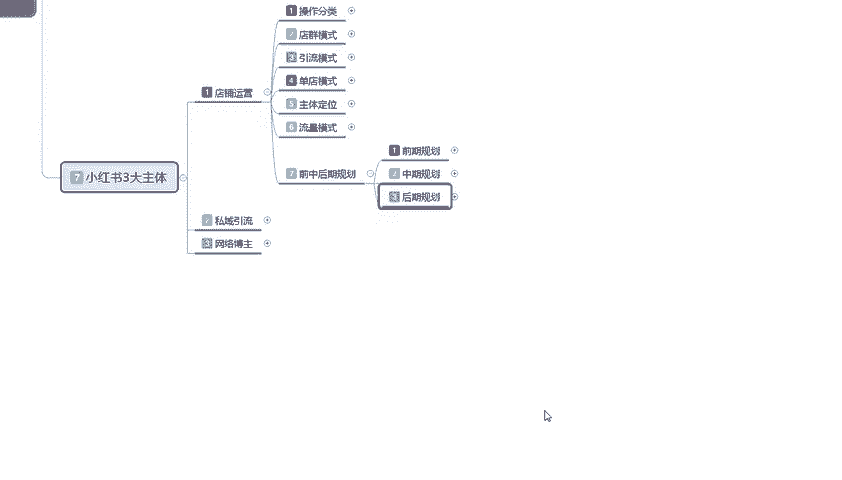 7 小红书3大主体
1 店铺运营
1 操作分类
2 店群模式
3 引流模式
4 单店模式
5 主体定位
6 流量模式
7 前中后期规划
1 前期规划
2 中期规划
3 后期规划
2 私域引流
3 网络博主